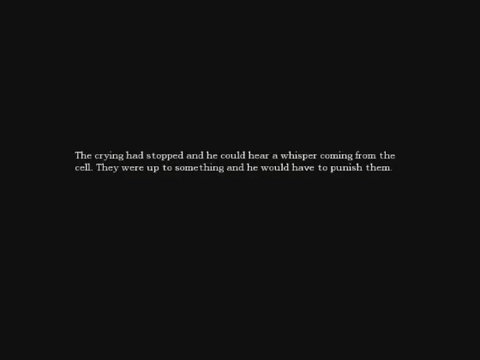 The crying had stopped and he could hear a whisper coming from the
cell. They were up to something and he would have to punish them.